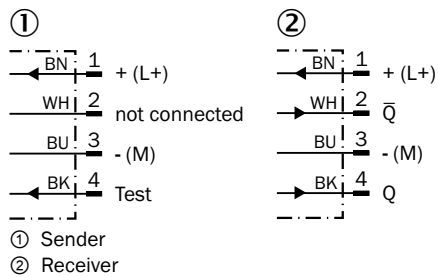 ① ②
BN 1 + (L+) BN 1 + (L+)
WH 2 not connected WH 2 Q̅
BU 3 - (M) BU 3 - (M)
BK 4 Test BK 4 Q
① Sender
② Receiver